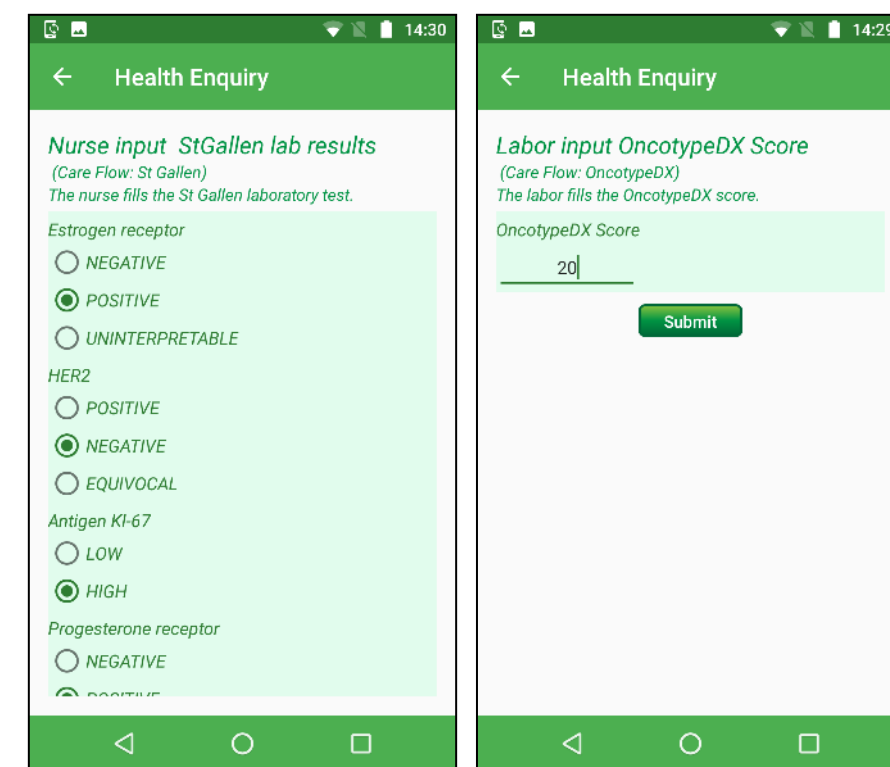 14:30
Health Enquiry
Nurse input StGallen lab results
(Care Flow: St Gallen)
The nurse fills the St Gallen laboratory test.
Estrogen receptor
NEGATIVE
POSITIVE
UNINTERPRETABLE
HER2
POSITIVE
NEGATIVE
EQUIVOCAL
Antigen KI-67
LOW
HIGH
Progesterone receptor
NEGATIVE
POSITIVE
14:29
Health Enquiry
Labor input OncotypeDX Score
(Care Flow: OncotypeDX)
The labor fills the OncotypeDX score.
OncotypeDX Score
20
Submit